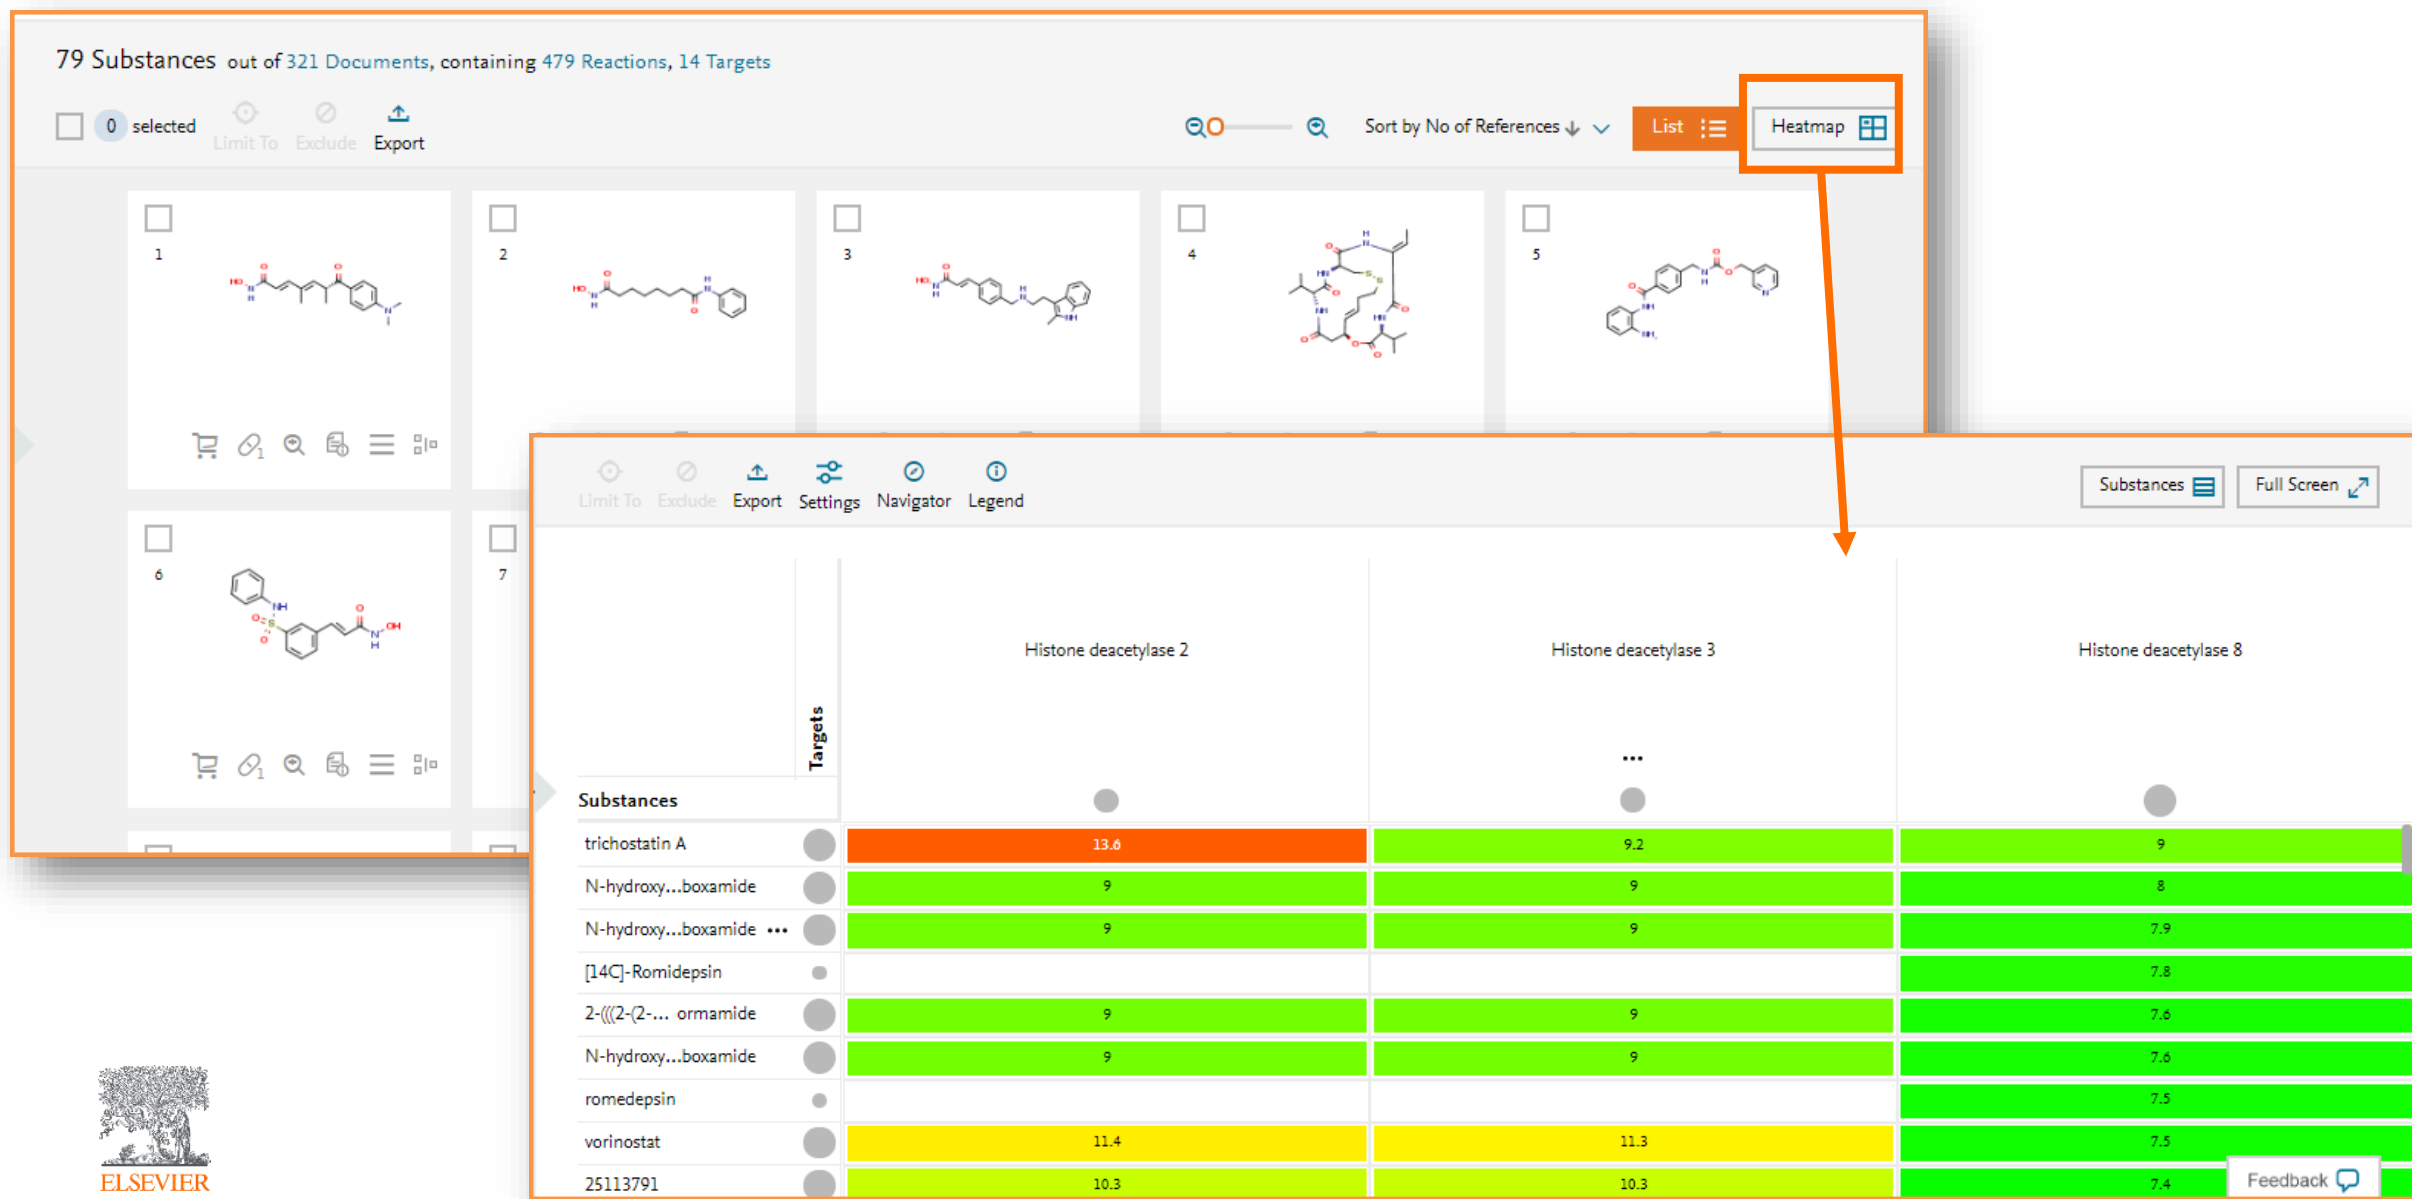 79 Substances out of 321 Documents, containing 479 Reactions, 14 Targets
0 selected
Limit To
Exclude
Export
Sort by No of References
List
Heatmap
1
2
3
4
5
6
7
Limit To
Exclude
Export
Settings
Navigator
Legend
Substances
Full Screen
Targets
Histone deacetylase 2
Histone deacetylase 3
Histone deacetylase 8
...
Substances
trichostatin A 13.6 9.2 9
N-hydroxy...boxamide 9 9 8
N-hydroxy...boxamide ... 9 9 7.9
[14C]-Romidepsin 7.8
2-(((2-(2-... ormamide 9 9 7.6
N-hydroxy...boxamide 9 9 7.6
romedepsin 7.5
vorinostat 11.4 11.3 7.5
25113791 10.3 10.3 7.4
Feedback
ELSEVIER